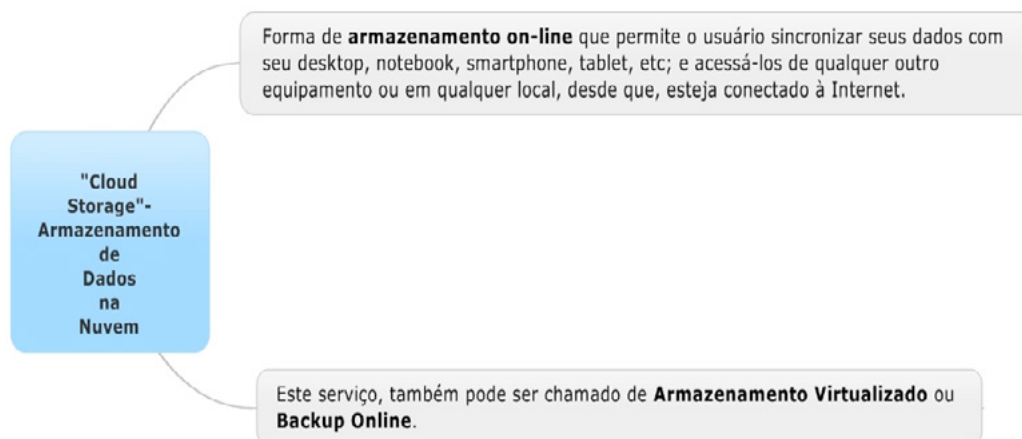 Forma de armazenamento on-line que permite o usuário sincronizar seus dados com
seu desktop, notebook, smartphone, tablet, etc; e acessá-los de qualquer outro
equipamento ou em qualquer local, desde que, esteja conectado à Internet.
"Cloud
Storage"-
Armazenamento
de
Dados
na
Nuvem
Este serviço, também pode ser chamado de Armazenamento Virtualizado ou
Backup Online.